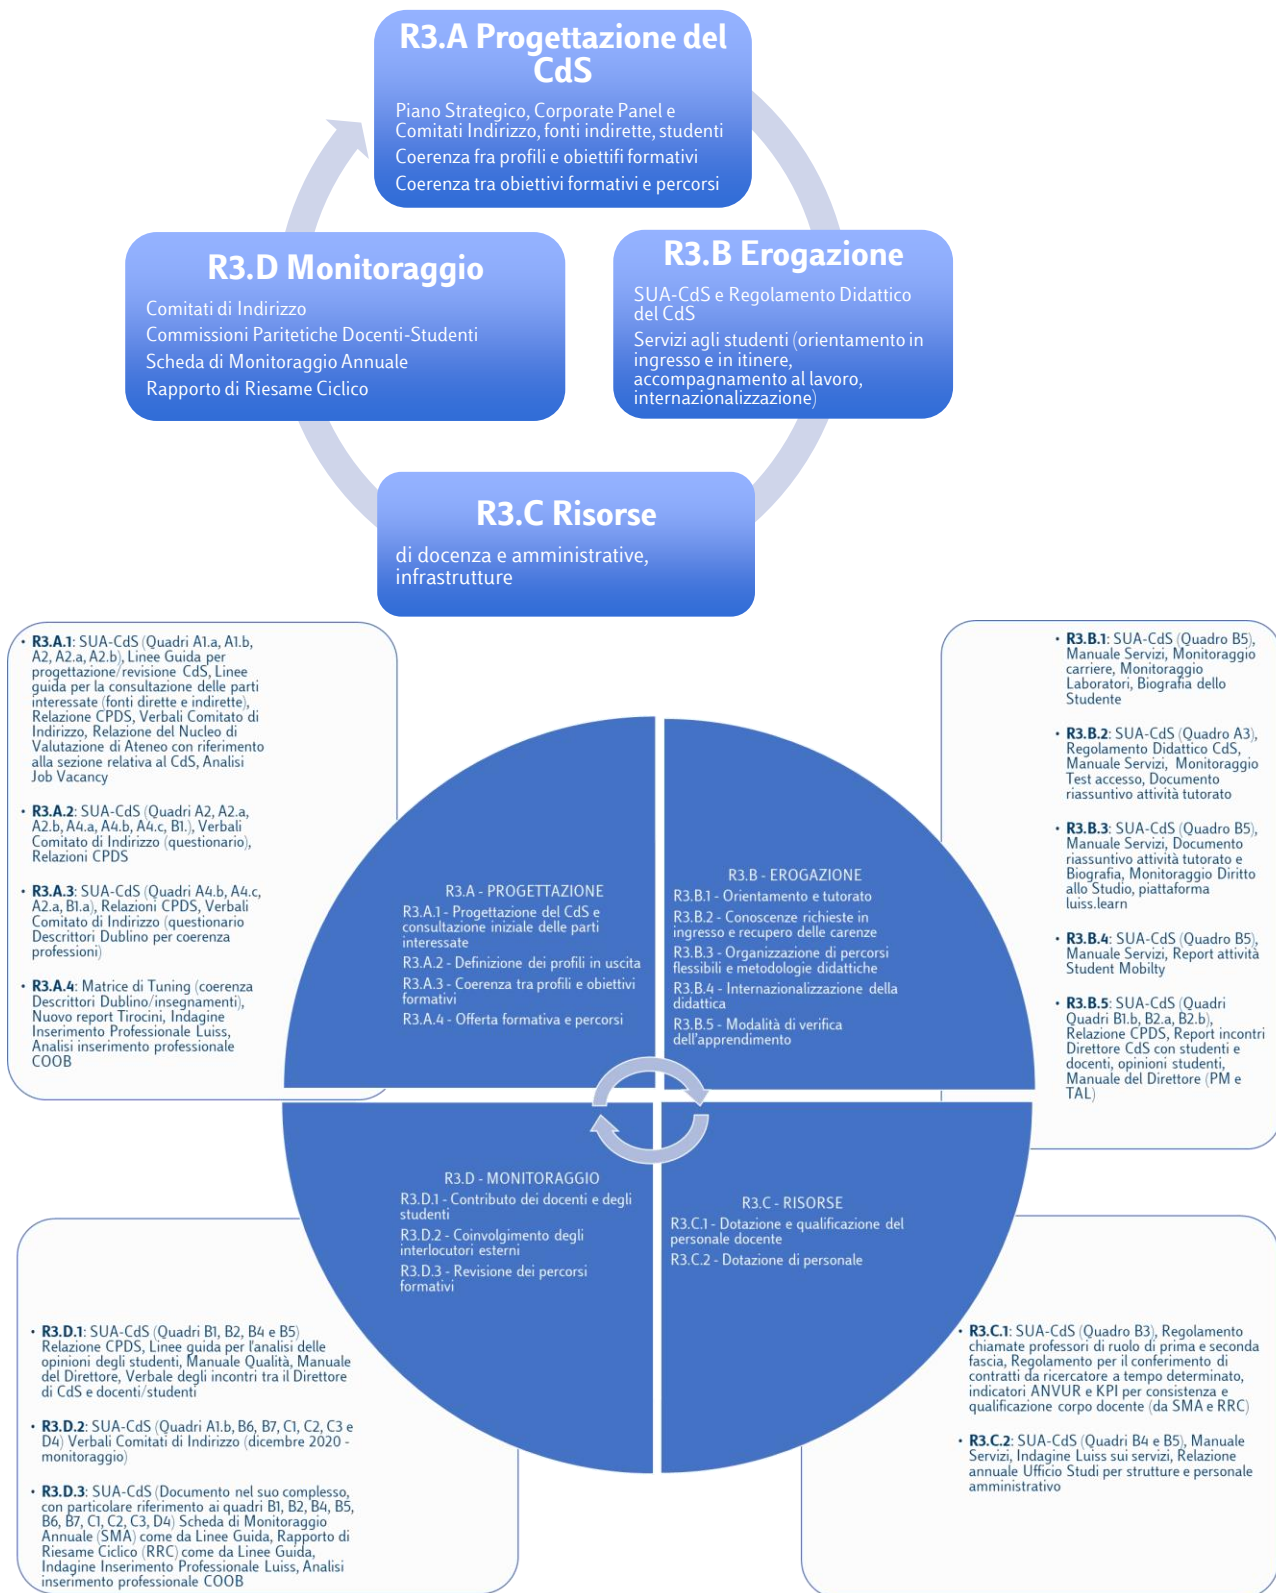 R3.A Progettazione del
CdS
Piano Strategico, Corporate Panel e
Comitati Indirizzo, fonti indirette, studenti
Coerenza fra profili e obiettifi formativi
Coerenza tra obiettivi formativi e percorsi
R3.D Monitoraggio
Comitati di Indirizzo
Commissioni Paritetiche Docenti-Studenti
Scheda di Monitoraggio Annuale
Rapporto di Riesame Ciclico
R3.B Erogazione
SUA-CdS e Regolamento Didattico
del CdS
Servizi agli studenti (orientamento in
ingresso e in itinere,
accompagnamento al lavoro,
internazionalizzazione)
R3.C Risorse
di docenza e amministrative,
infrastrutture
• R3.A.1: SUA-CdS (Quadri A1.a, A1.b,
A2, A2.a, A2.b), Linee Guida per
progettazione/revisione CdS, Linee
guida per la consultazione delle parti
interessate (fonti dirette e indirette),
Relazione CPDS, Verbali Comitato di
Indirizzo, Relazione del Nucleo di
Valutazione di Ateneo con riferimento
alla sezione relativa al CdS, Analisi
Job Vacancy
• R3.A.2: SUA-CdS (Quadri A2, A2.a,
A2.b, A4.a, A4.b, A4.c, B1.), Verbali
Comitato di Indirizzo (questionario),
Relazioni CPDS
• R3.A.3: SUA-CdS (Quadri A4.b, A4.c,
A2.a, B1.a), Relazioni CPDS, Verbali
Comitato di Indirizzo (questionario
Descrittori Dublino per coerenza
professioni)
• R3.A.4: Matrice di Tuning (coerenza
Descrittori Dublino/insegnamenti),
Nuovo report Tirocini, Indagine
Inserimento Professionale Luiss,
Analisi inserimento professionale
COOB
• R3.B.1: SUA-CdS (Quadro B5),
Manuale Servizi, Monitoraggio
carriere, Monitoraggio
Laboratori, Biografia dello
Studente
• R3.B.2: SUA-CdS (Quadro A3),
Regolamento Didattico CdS,
Manuale Servizi, Monitoraggio
Test accesso, Documento
riassuntivo attività tutorato
• R3.B.3: SUA-CdS (Quadro B5),
Manuale Servizi, Documento
riassuntivo attività tutorato e
Biografia, Monitoraggio Diritto
allo Studio, piattaforma
luiss.learn
• R3.B.4: SUA-CdS (Quadro B5),
Manuale Servizi, Report attività
Student Mobilty
• R3.B.5: SUA-CdS (Quadri
Quadri B1.b, B2.a, B2.b),
Relazione CPDS, Report incontri
Direttore CdS con studenti e
docenti, opinioni studenti,
Manuale del Direttore (PM e
TAL)
R3.A - PROGETTAZIONE
R3.A.1 - Progettazione del CdS e
consultazione iniziale delle parti
interessate
R3.A.2 - Definizione dei profili in uscita
R3.A.3 - Coerenza tra profili e obiettivi
formativi
R3.A.4 - Offerta formativa e percorsi
R3.B - EROGAZIONE
R3.B.1 - Orientamento e tutorato
R3.B.2 - Conoscenze richieste in
ingresso e recupero delle carenze
R3.B.3 - Organizzazione di percorsi
flessibili e metodologie didattiche
R3.B.4 - Internazionalizzazione della
didattica
R3.B.5 - Modalità di verifica
dell'apprendimento
R3.D - MONITORAGGIO
R3.D.1 - Contributo dei docenti e degli
studenti
R3.D.2 - Coinvolgimento degli
interlocutori esterni
R3.D.3 - Revisione dei percorsi
formativi
R3.C - RISORSE
R3.C.1 - Dotazione e qualificazione del
personale docente
R3.C.2 - Dotazione di personale
• R3.D.1: SUA-CdS (Quadri B1, B2, B4 e B5)
Relazione CPDS, Linee guida per l'analisi delle
opinioni degli studenti, Manuale Qualità, Manuale
del Direttore, Verbale degli incontri tra il Direttore
di CdS e docenti/studenti
• R3.D.2: SUA-CdS (Quadri A1.b, B6, B7, C1, C2, C3 e
D4) Verbali Comitati di Indirizzo (dicembre 2020 -
monitoraggio)
• R3.D.3: SUA-CdS (Documento nel suo complesso,
con particolare riferimento ai quadri B1, B2, B4, B5,
B6, B7, C1, C2, C3, D4) Scheda di Monitoraggio
Annuale (SMA) come da Linee Guida, Rapporto di
Riesame Ciclico (RRC) come da Linee Guida,
Indagine Inserimento Professionale Luiss, Analisi
inserimento professionale COOB
• R3.C.1: SUA-CdS (Quadro B3), Regolamento
chiamate professori di ruolo di prima e seconda
fascia, Regolamento per il conferimento di
contratti da ricercatore a tempo determinato,
indicatori ANVUR e KPI per consistenza e
qualificazione corpo docente (da SMA e RRC)
• R3.C.2: SUA-CdS (Quadri B4 e B5), Manuale
Servizi, Indagine Luiss sui servizi, Relazione
annuale Ufficio Studi per strutture e personale
amministrativo